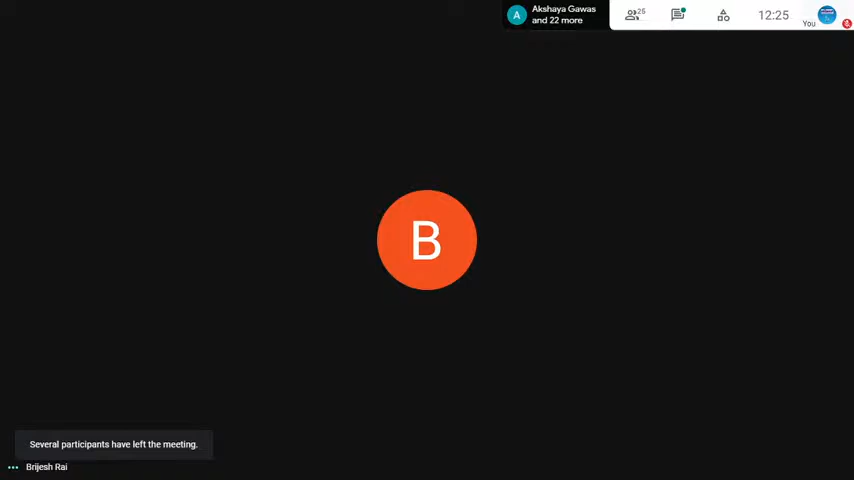 A
Akshaya Gawas
and 22 more
25
12:25
You
B
Several participants have left the meeting.
Brijesh Rai